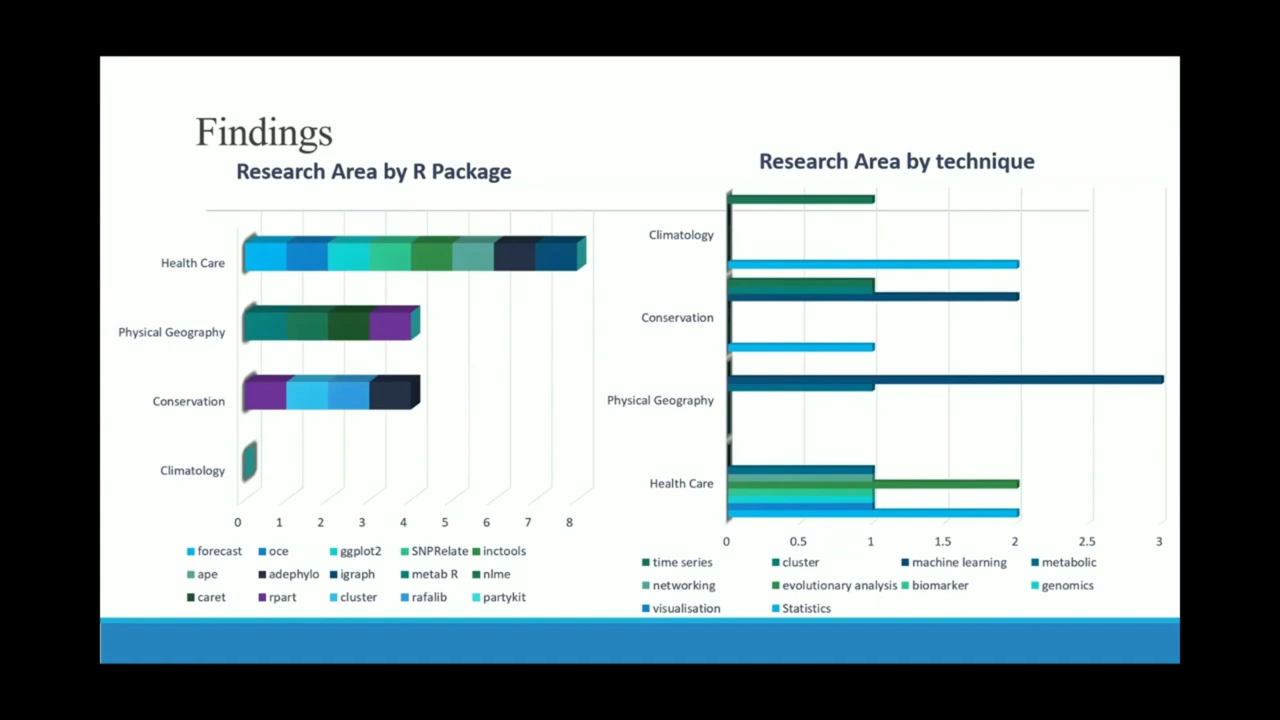 Findings
Research Area by R Package
Health Care
Physical Geography
Conservation
Climatology
0 1 2 3 4 5 6 7 8
forecast oce ggplot2 SNPRelate inctools
ape adephylo igraph metab R nlme
caret rpart cluster rafalib partykit
Research Area by technique
Climatology
Conservation
Physical Geography
Health Care
0 0.5 1 1.5 2 2.5 3
time series cluster machine learning metabolic
networking evolutionary analysis biomarker genomics
visualisation Statistics